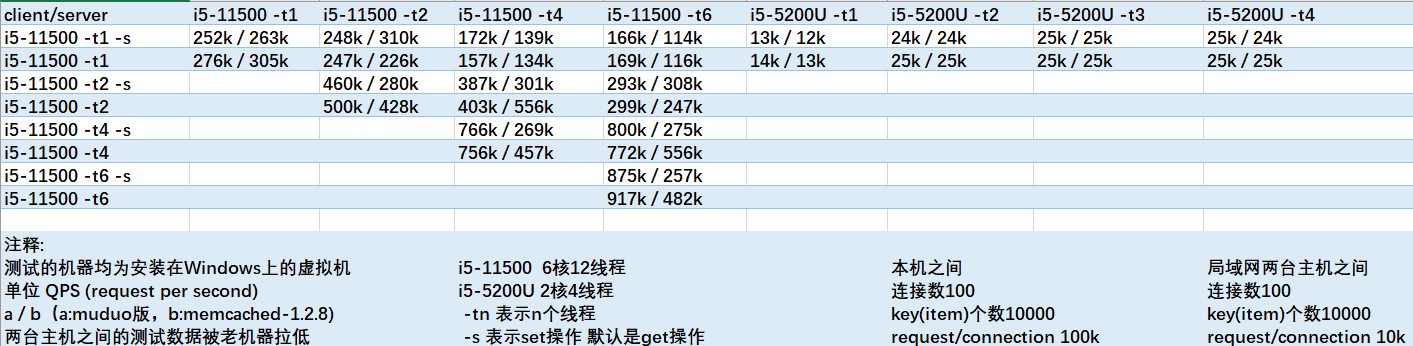 client/server i5-11500 -t1 i5-11500 -t2 i5-11500 -t4 i5-11500 -t6 i5-5200U -t1 i5-5200U -t2 i5-5200U -t3 i5-5200U -t4
i5-11500 -t1 -s 252k / 263k 248k / 310k 172k / 139k 166k / 114k 13k / 12k 24k / 24k 25k / 25k 25k / 24k
i5-11500 -t1 276k / 305k 247k / 226k 157k / 134k 169k / 116k 14k / 13k 25k / 25k 25k / 25k 25k / 25k
i5-11500 -t2 -s 460k / 280k 387k / 301k 293k / 308k
i5-11500 -t2 500k / 428k 403k / 556k 299k / 247k
i5-11500 -t4 -s 766k / 269k 800k / 275k
i5-11500 -t4 756k / 457k 772k / 556k
i5-11500 -t6 -s 875k / 257k
i5-11500 -t6 917k / 482k
注释:
测试的机器均为安装在Windows上的虚拟机 i5-11500 6核12线程 本机之间 局域网两台主机之间
单位 QPS (request per second) i5-5200U 2核4线程 连接数100 连接数100
a / b（a:muduo版，b:memcached-1.2.8) -tn 表示n个线程 key(item)个数10000 key(item)个数10000
两台主机之间的测试数据被老机器拉低 -s 表示set操作 默认是get操作 request/connection 100k request/connection 10k